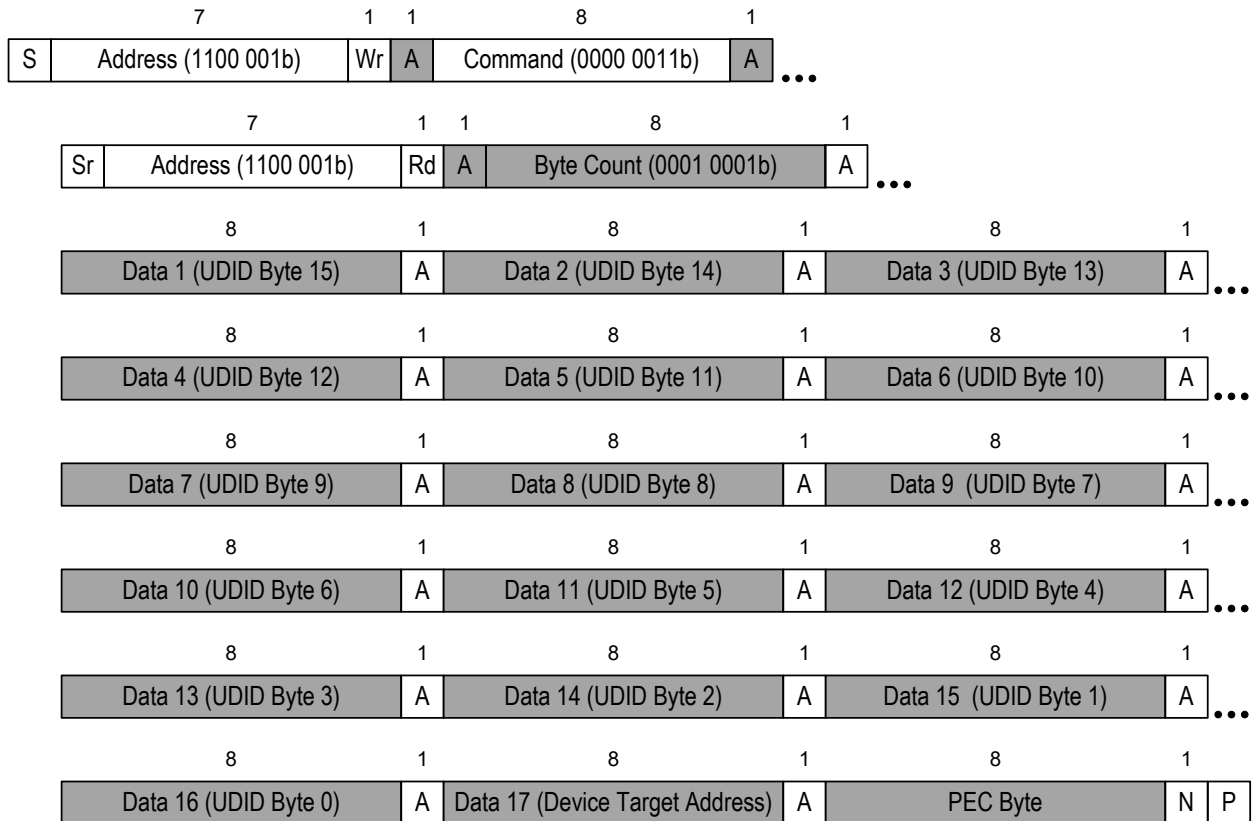 7 1 1 8 1
S Address (1100 001b) Wr A Command (0000 0011b) A •••
7 1 1 8 1
Sr Address (1100 001b) Rd A Byte Count (0001 0001b) A •••
8 1 8 1 8 1
Data 1 (UDID Byte 15) A Data 2 (UDID Byte 14) A Data 3 (UDID Byte 13) A •••
8 1 8 1 8 1
Data 4 (UDID Byte 12) A Data 5 (UDID Byte 11) A Data 6 (UDID Byte 10) A •••
8 1 8 1 8 1
Data 7 (UDID Byte 9) A Data 8 (UDID Byte 8) A Data 9 (UDID Byte 7) A •••
8 1 8 1 8 1
Data 10 (UDID Byte 6) A Data 11 (UDID Byte 5) A Data 12 (UDID Byte 4) A •••
8 1 8 1 8 1
Data 13 (UDID Byte 3) A Data 14 (UDID Byte 2) A Data 15 (UDID Byte 1) A •••
8 1 8 1 8 1
Data 16 (UDID Byte 0) A Data 17 (Device Target Address) A PEC Byte N P